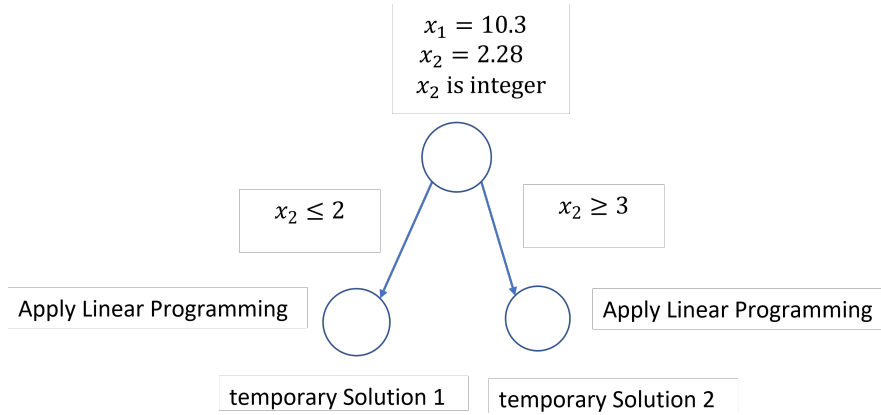 x₁ = 10.3
x₂ = 2.28
x₂ is integer
x₂ ≤ 2
x₂ ≥ 3
Apply Linear Programming
Apply Linear Programming
temporary Solution 1
temporary Solution 2